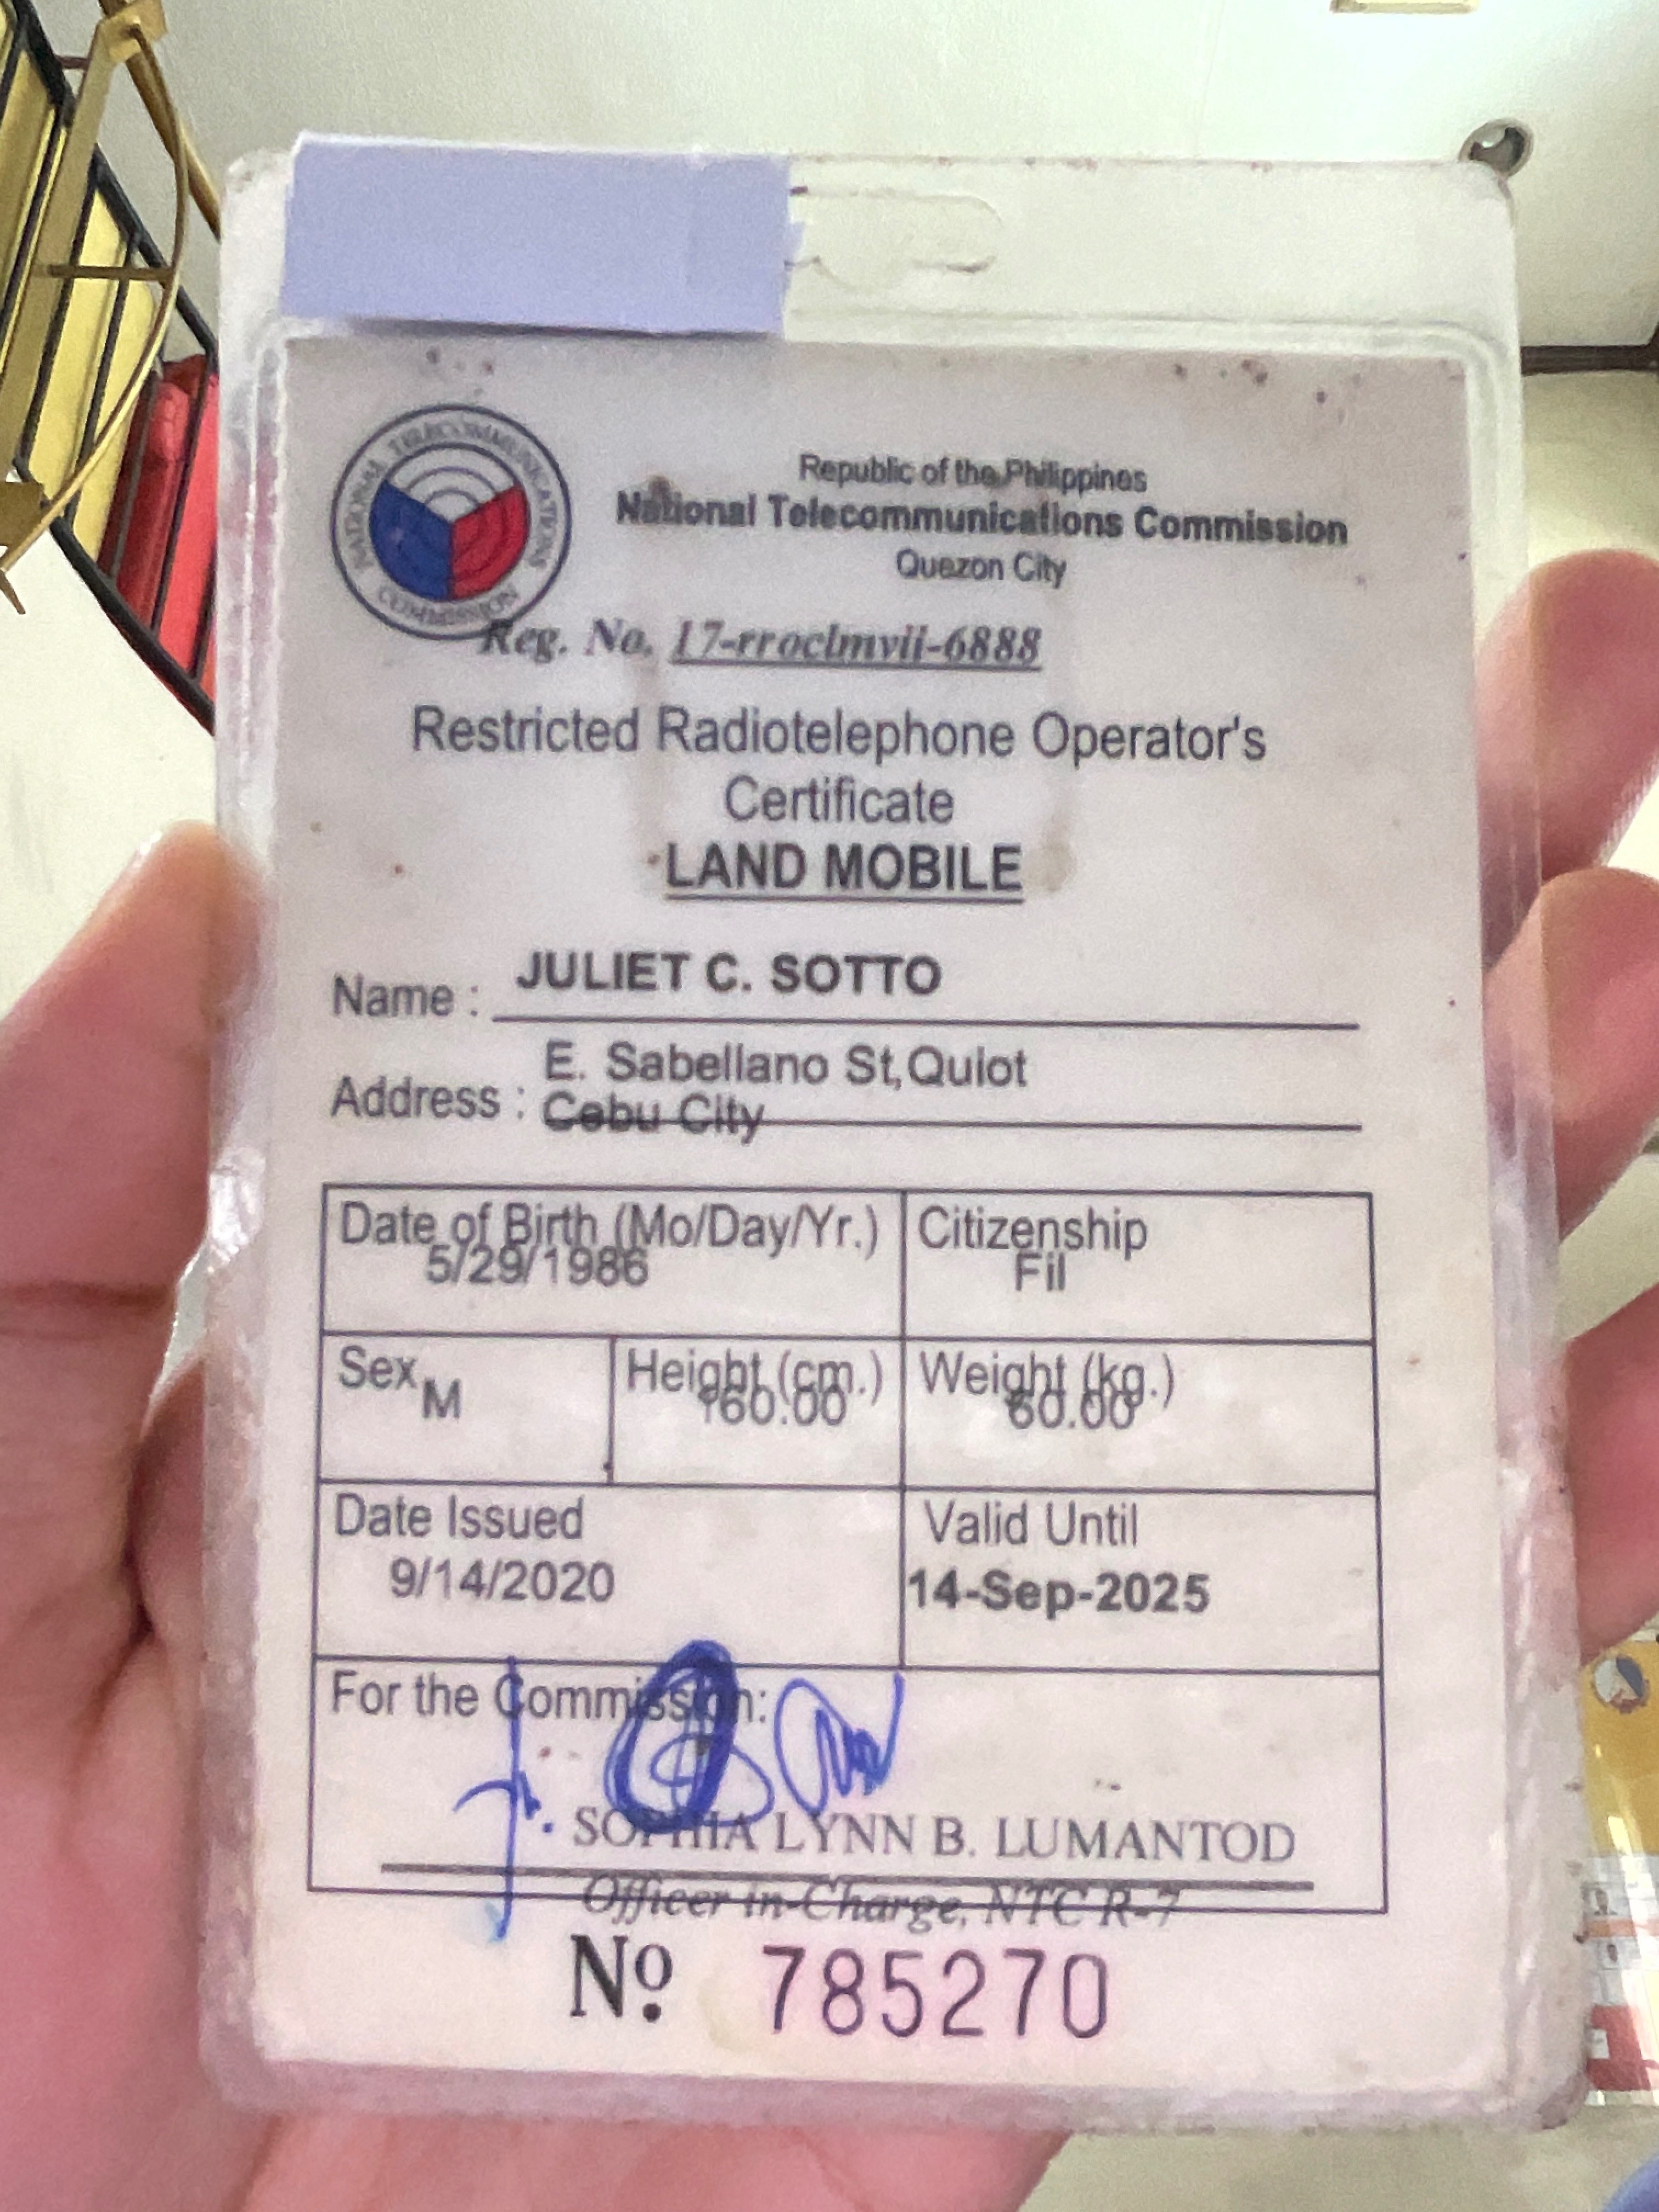 NATIONAL TELECOMMUNICATIONS COMMISSION
Republic of the Philippines
National Telecommunications Commission
Quezon City
Reg. No. 17-rroclmvii-6888
Restricted Radiotelephone Operator's
Certificate
LAND MOBILE
Name : JULIET C. SOTTO
Address : E. Sabellano St,Quiot
Cebu City
Date of Birth (Mo/Day/Yr.) Citizenship
5/29/1986 Fil
Sex Height (cm.) Weight (kg.)
M 160.00 60.00
Date Issued Valid Until
9/14/2020 14-Sep-2025
For the Commission:
SOPHIA LYNN B. LUMANTOD
Officer in-Charge, NTC R-7
Nº. 785270